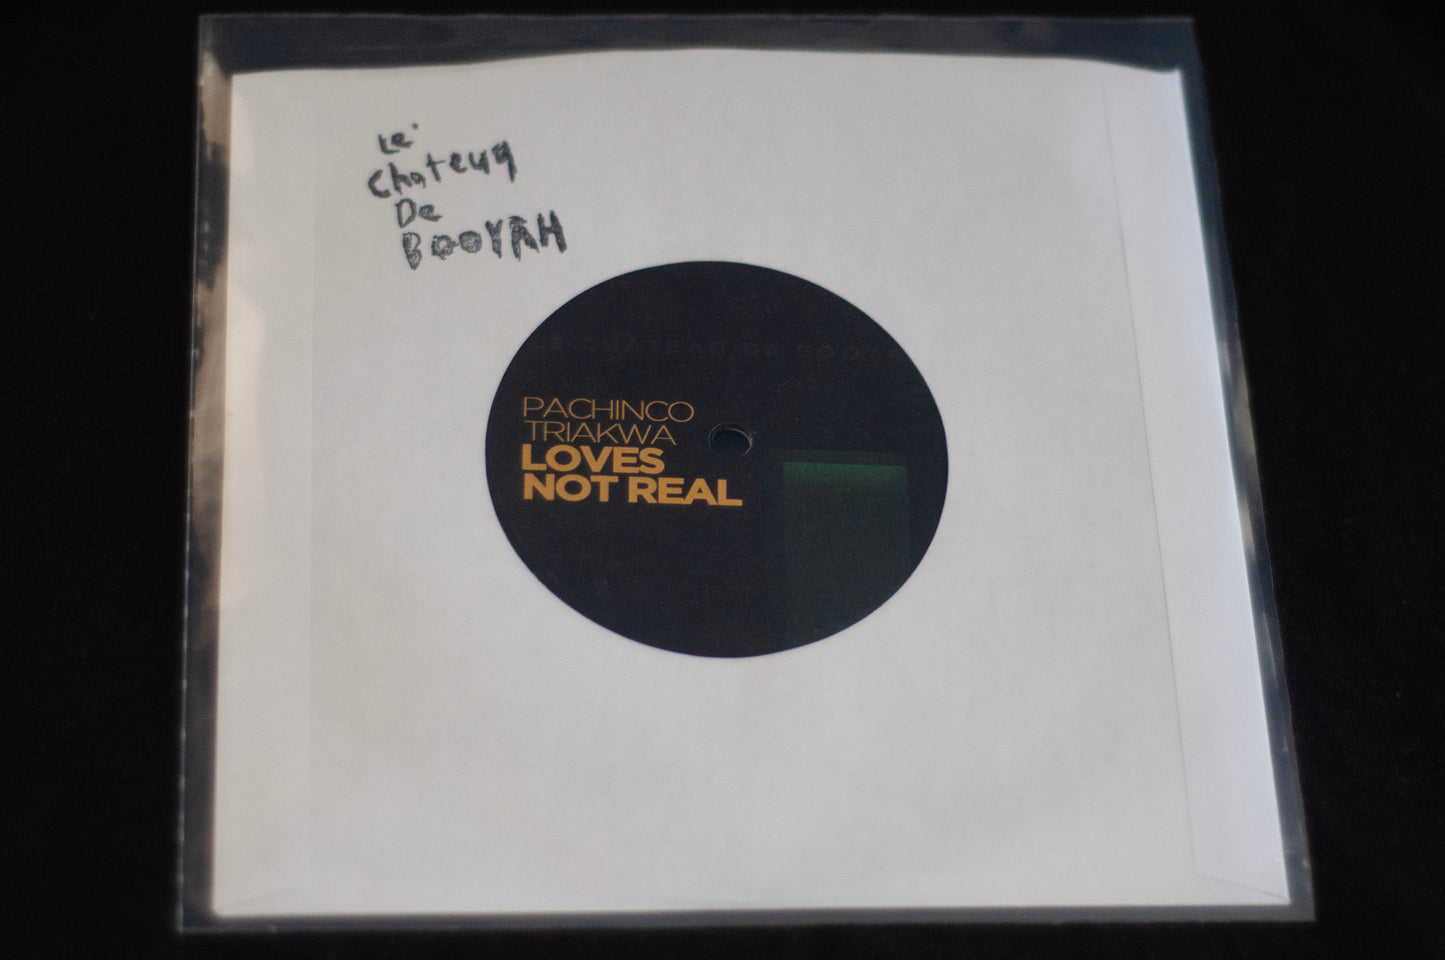 Le'
Chateuq
De
BOOYAH
PACHINCO
TRIAKWA
LOVES
NOT REAL